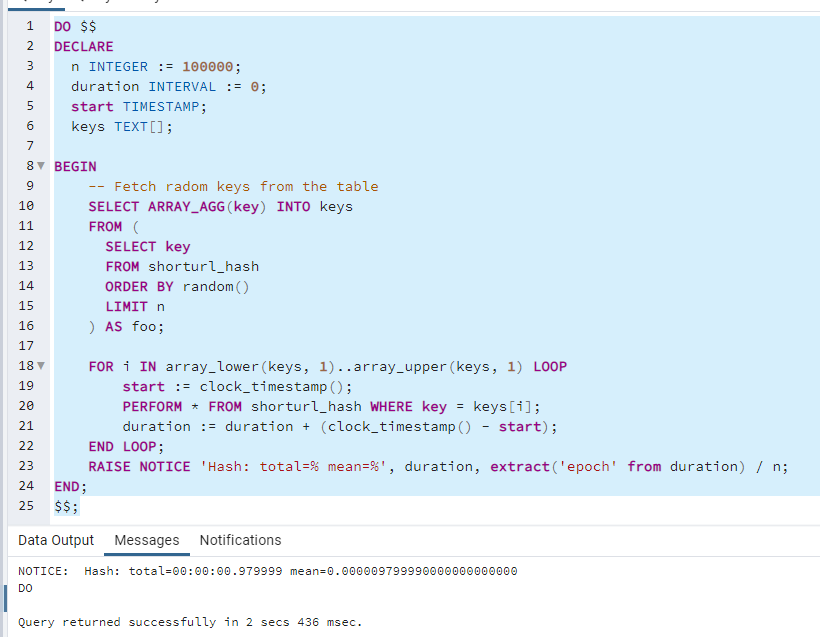 1 DO $$
2 DECLARE
3 n INTEGER := 100000;
4 duration INTERVAL := 0;
5 start TIMESTAMP;
6 keys TEXT[];
7
8 BEGIN
9 -- Fetch radom keys from the table
10 SELECT ARRAY_AGG(key) INTO keys
11 FROM (
12 SELECT key
13 FROM shorturl_hash
14 ORDER BY random()
15 LIMIT n
16 ) AS foo;
17
18 FOR i IN array_lower(keys, 1)..array_upper(keys, 1) LOOP
19 start := clock_timestamp();
20 PERFORM * FROM shorturl_hash WHERE key = keys[i];
21 duration := duration + (clock_timestamp() - start);
22 END LOOP;
23 RAISE NOTICE 'Hash: total=% mean=%', duration, extract('epoch' from duration) / n;
24 END;
25 $$;
Data Output Messages Notifications
NOTICE: Hash: total=00:00:00.979999 mean=0.000009799990000000000000
DO
Query returned successfully in 2 secs 436 msec.